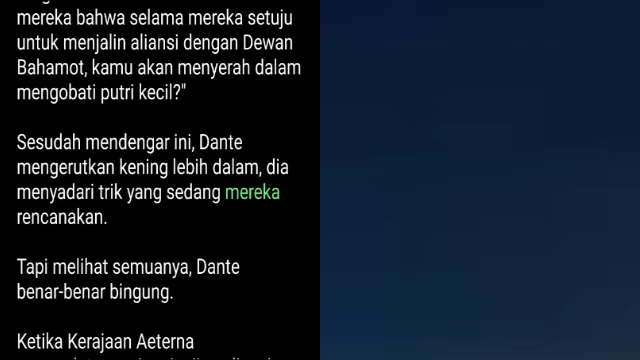 mereka bahwa selama mereka setuju
untuk menjalin aliansi dengan Dewan
Bahamot, kamu akan menyerah dalam
mengobati putri kecil?"
Sesudah mendengar ini, Dante
mengerutkan kening lebih dalam, dia
menyadari trik yang sedang mereka
rencanakan.
Tapi melihat semuanya, Dante
benar-benar bingung.
Ketika Kerajaan Aeterna